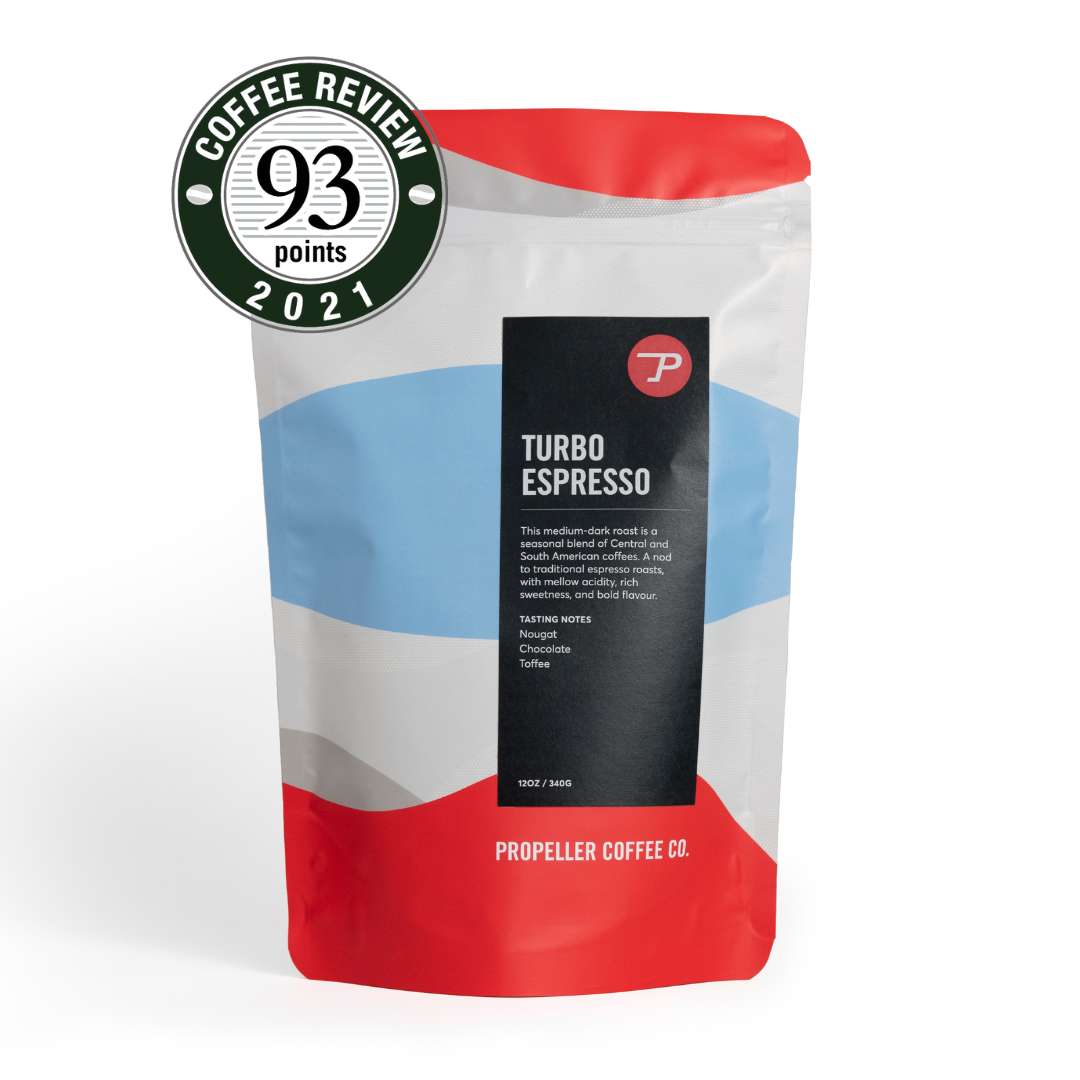 COFFEE REVIEW
93
points
2021
P
TURBO
ESPRESSO
This medium-dark roast is a
seasonal blend of Central and
South American coffees. A nod
to traditional espresso roasts,
with mellow acidity, rich
sweetness, and bold flavour.
TASTING NOTES
Nougat
Chocolate
Toffee
12OZ / 340G
PROPELLER COFFEE CO.